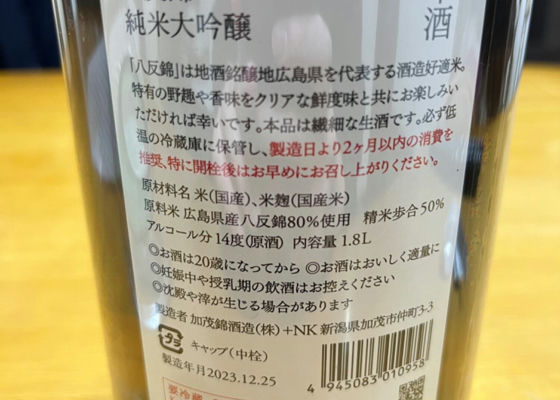 純米大吟醸
酒
「八反錦」は地酒銘醸地広島県を代表する酒造好適米。
特有の野趣や香味をクリアな鮮度味と共にお楽しみい
ただければ幸いです。本品は繊細な生酒です。必ず低
温の冷蔵庫に保管し、製造日より2ヶ月以内の消費を
推奨、特に開栓後はお早めにお召し上がりください。
原材料名 米(国産)、米麹(国産米)
原料米 広島県産八反錦80%使用 精米歩合50%
アルコール分 14度(原酒) 内容量 1.8L
◎お酒は20歳になってから ◎お酒はおいしく適量に
◎妊娠中や授乳期の飲酒はお控えください
◎沈殿や滓が生じる場合があります
製造者 加茂錦酒造(株)+NK 新潟県加茂市仲町3-3
プラ キャップ(中栓)
製造年月2023.12.25
4 945083 010958
要冷蔵